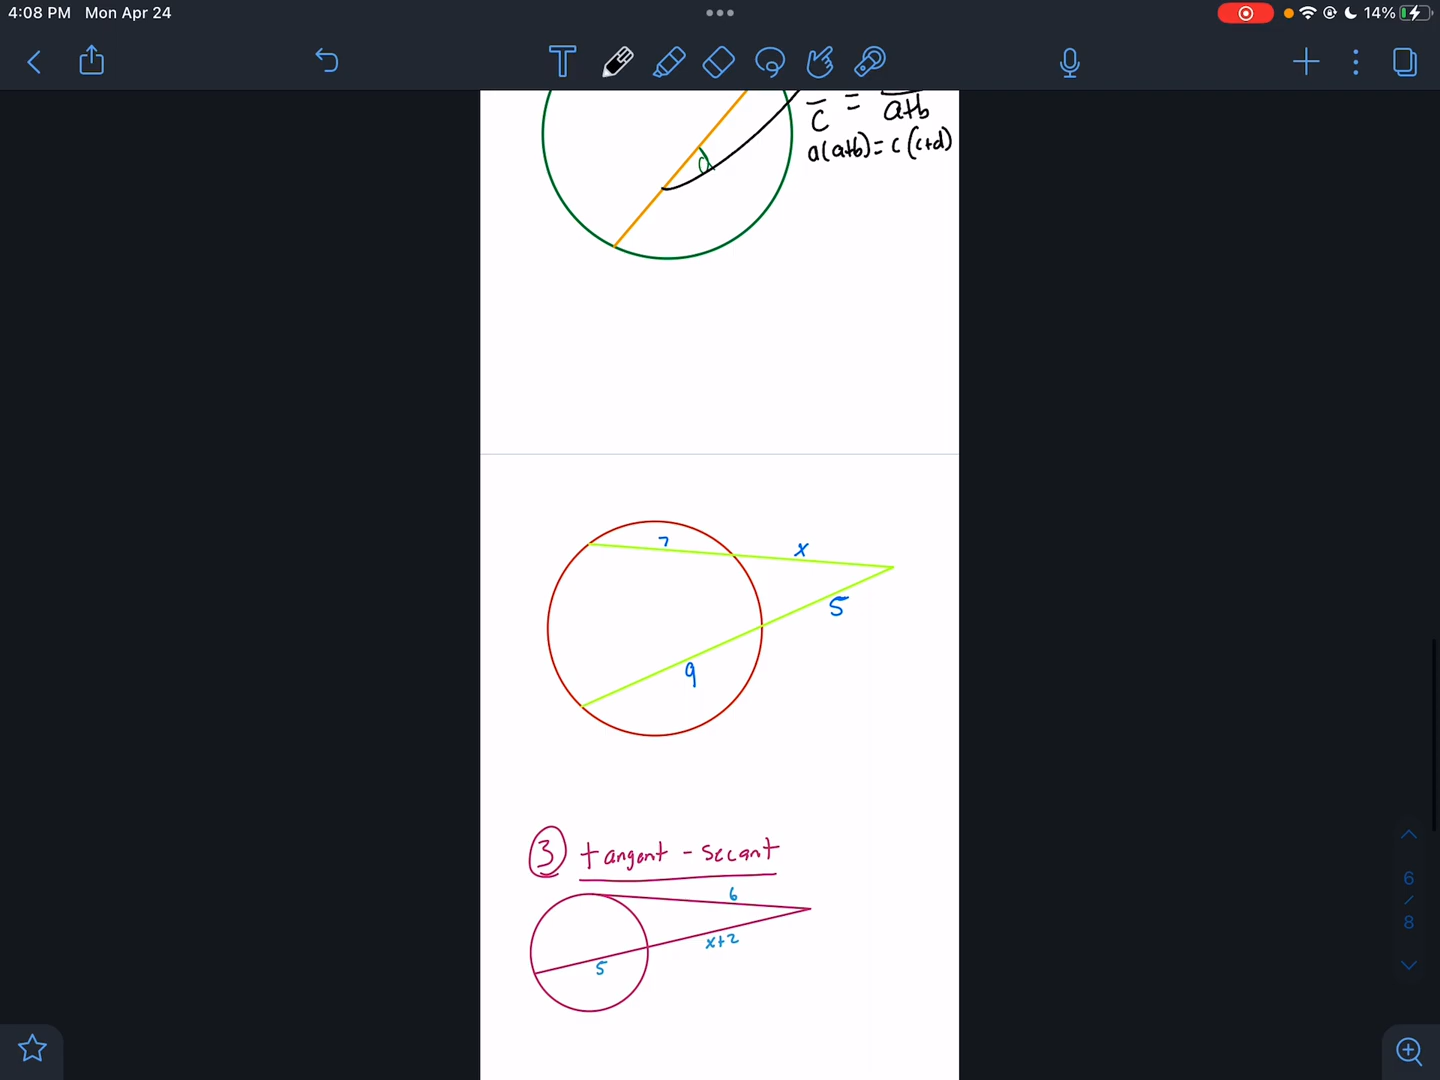 4:08 PM Mon Apr 24
14%
T
c = a+b
a(a+b)=c(c+d)
a
7
x
5
9
3 tangent - secant
6
x+2
5
6
/
8